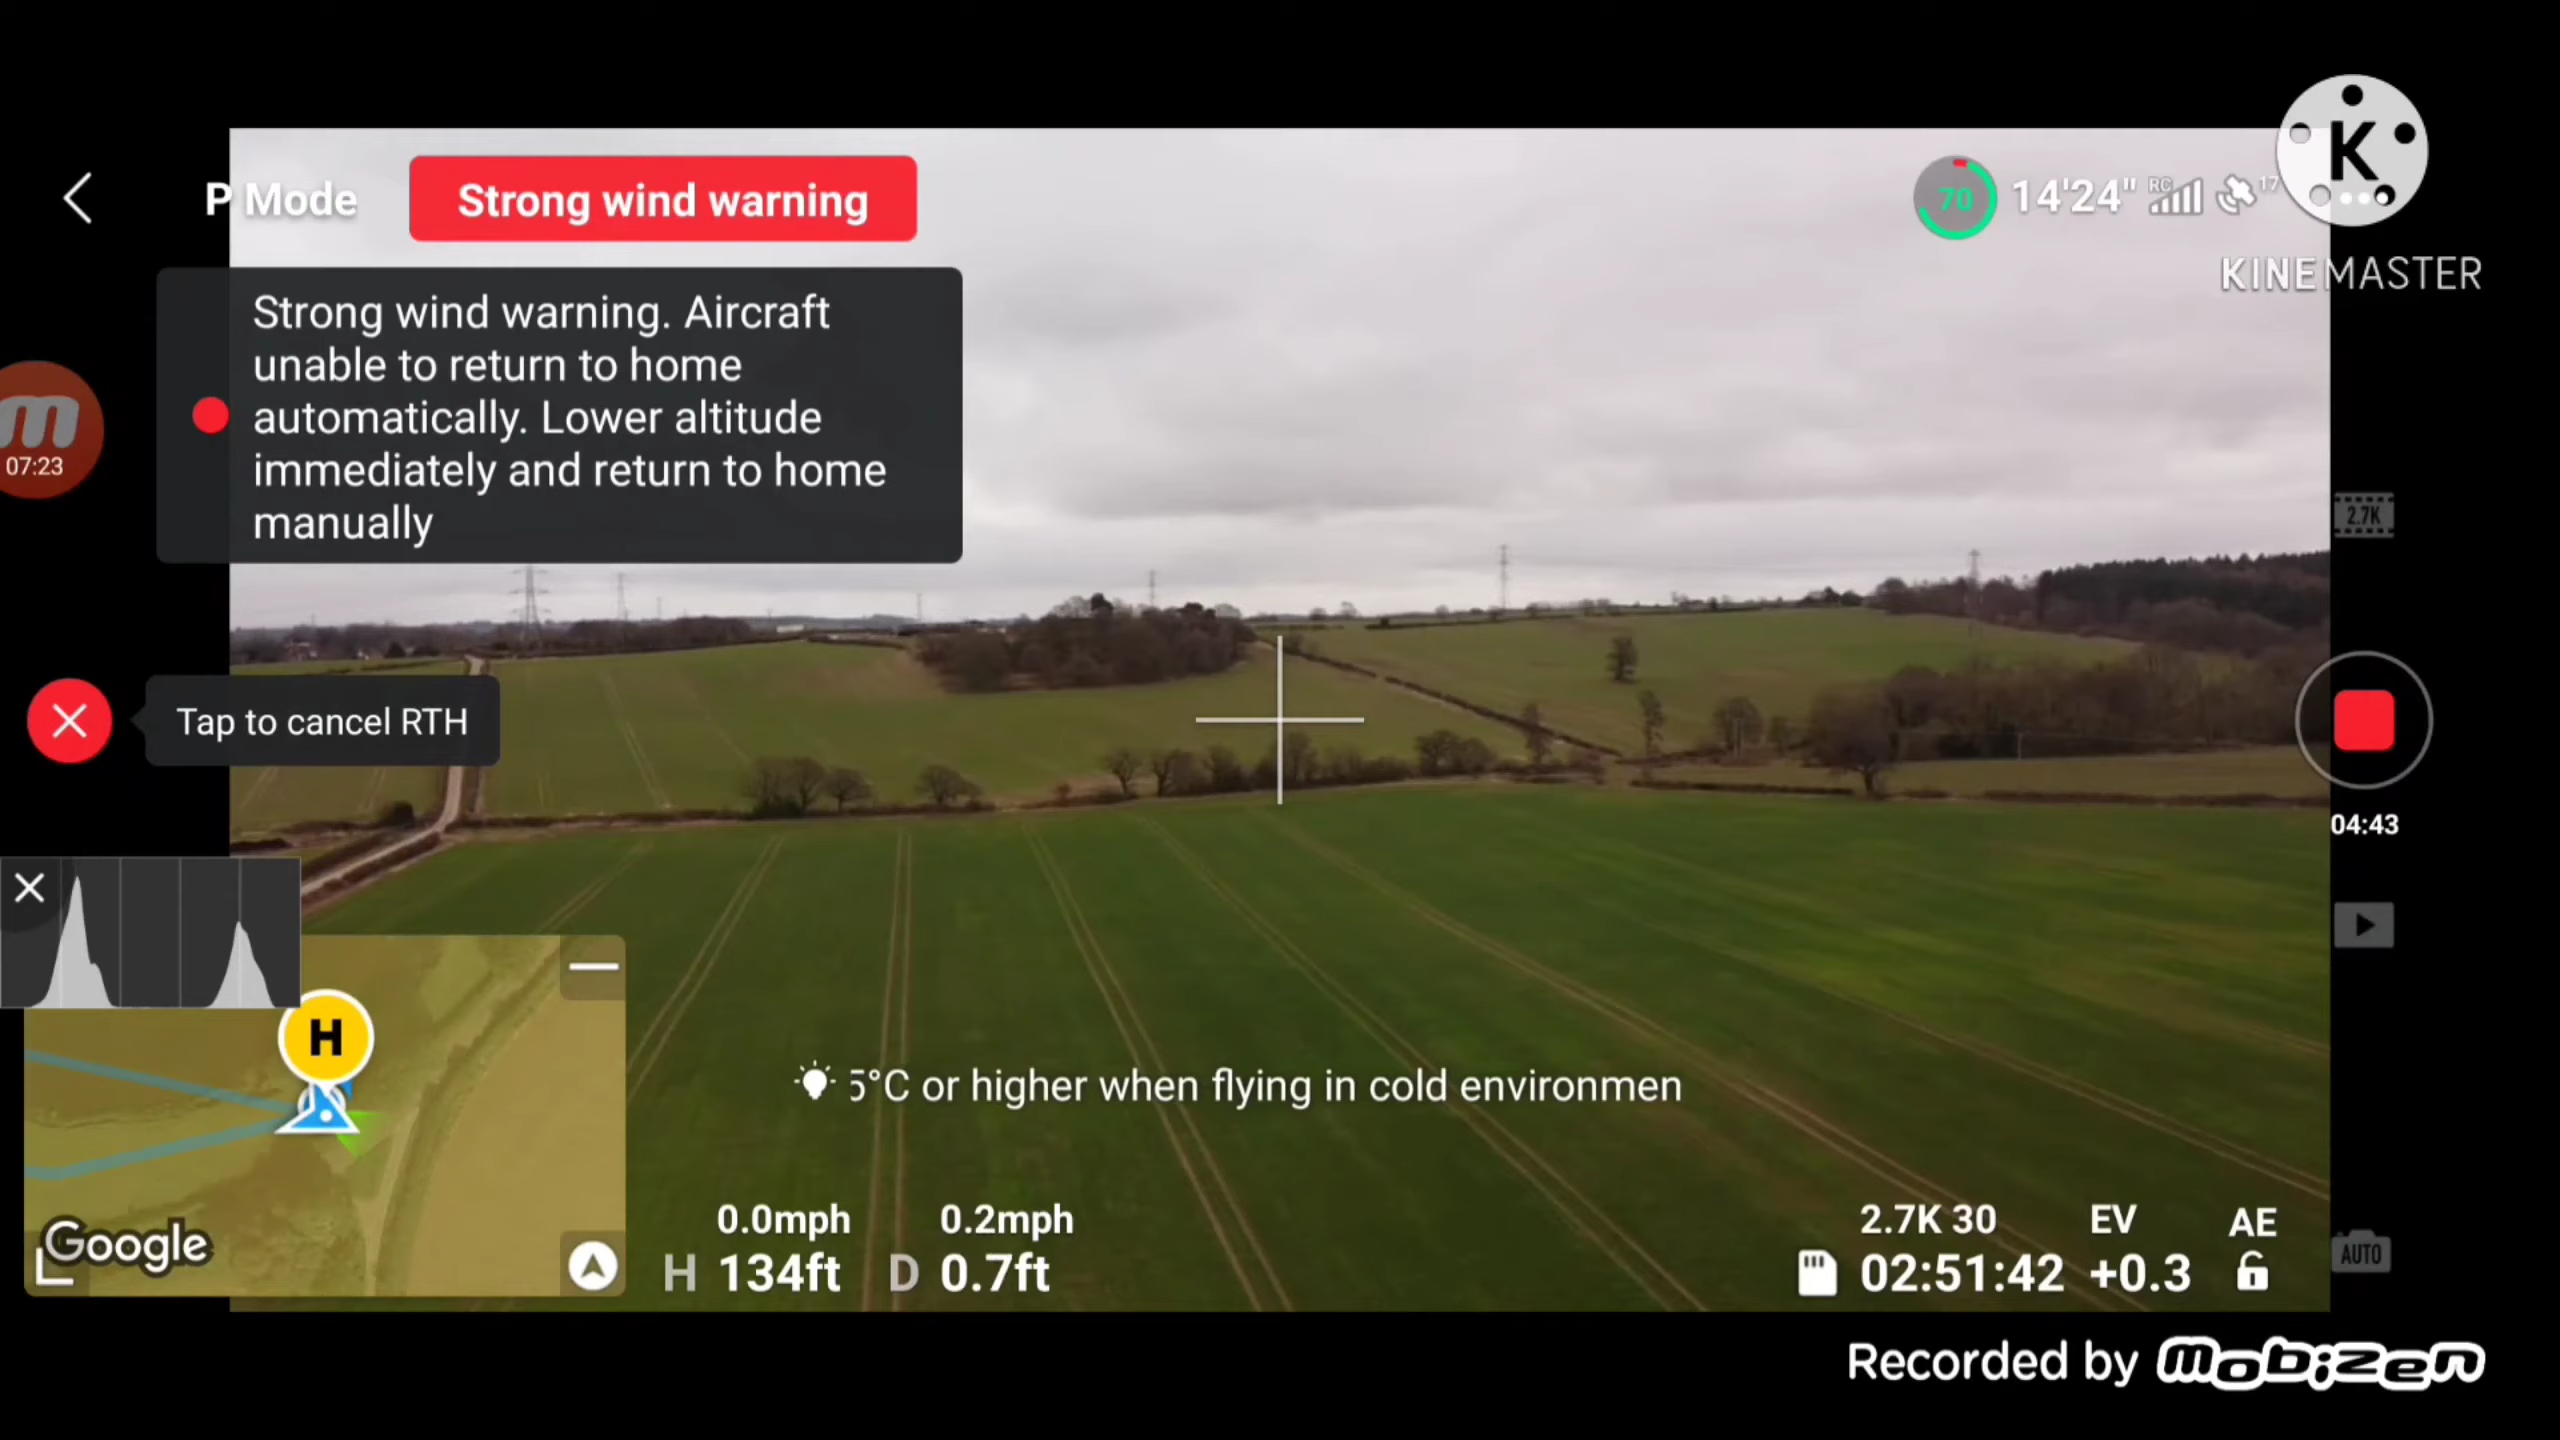 P Mode
Strong wind warning
70
14'24"
RC
17
K
KINEMASTER
Strong wind warning. Aircraft
unable to return to home
automatically. Lower altitude
immediately and return to home
manually
m
07:23
2.7K
Tap to cancel RTH
04:43
H
5°C or higher when flying in cold environmen
Google
0.0mph
0.2mph
H 134ft
D 0.7ft
2.7K 30
EV
AE
02:51:42
+0.3
AUTO
Recorded by mobizen